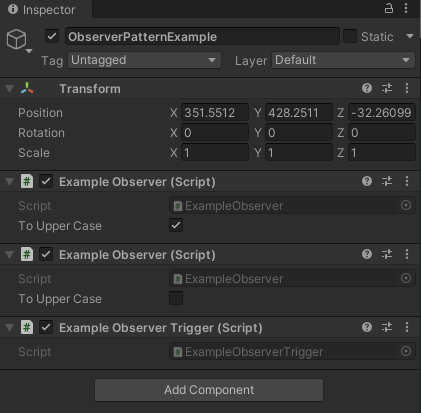 Inspector
ObserverPatternExample Static
Tag Untagged Layer Default
Transform
Position X 351.5512 Y 428.2511 Z -32.26099
Rotation X 0 Y 0 Z 0
Scale X 1 Y 1 Z 1
Example Observer (Script)
Script ExampleObserver
To Upper Case
Example Observer (Script)
Script ExampleObserver
To Upper Case
Example Observer Trigger (Script)
Script ExampleObserverTrigger
Add Component